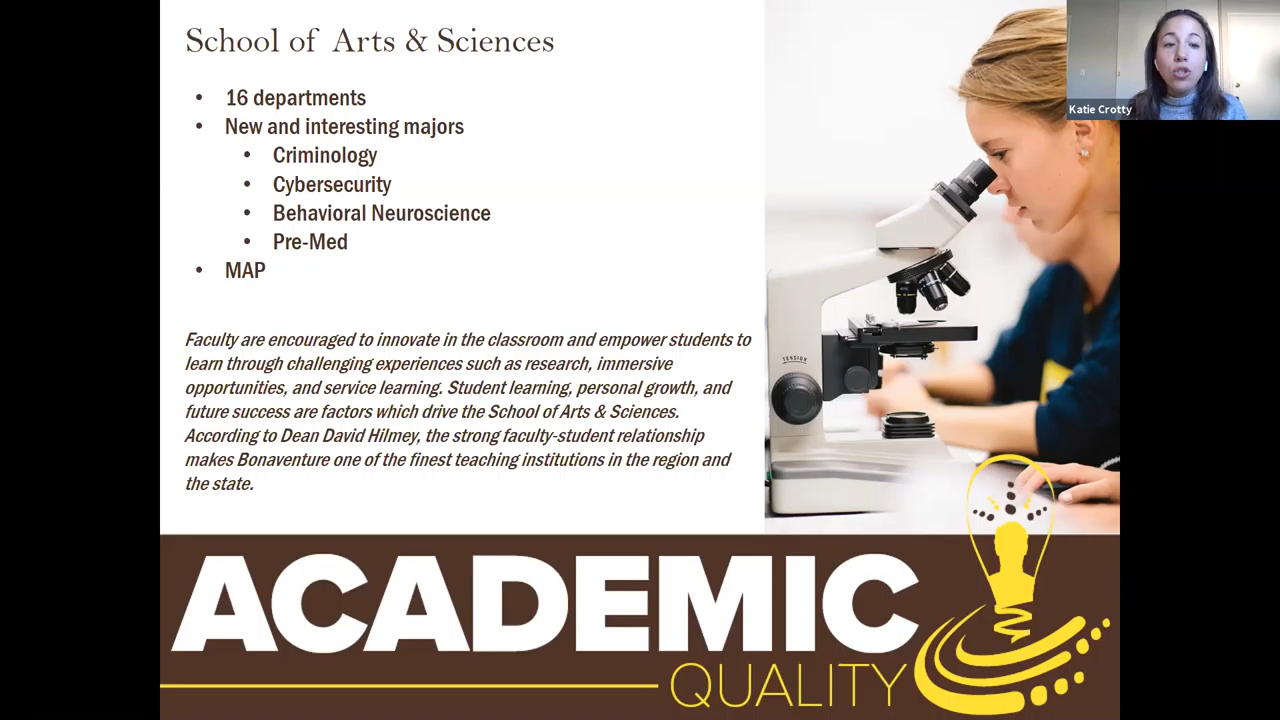 School of Arts & Sciences
• 16 departments
• New and interesting majors
• Criminology
• Cybersecurity
• Behavioral Neuroscience
• Pre-Med
• MAP
Faculty are encouraged to innovate in the classroom and empower students to
learn through challenging experiences such as research, immersive
opportunities, and service learning. Student learning, personal growth, and
future success are factors which drive the School of Arts & Sciences.
According to Dean David Hilmey, the strong faculty-student relationship
makes Bonaventure one of the finest teaching institutions in the region and
the state.
Katie Crotty
TENSION
ACADEMIC
QUALITY